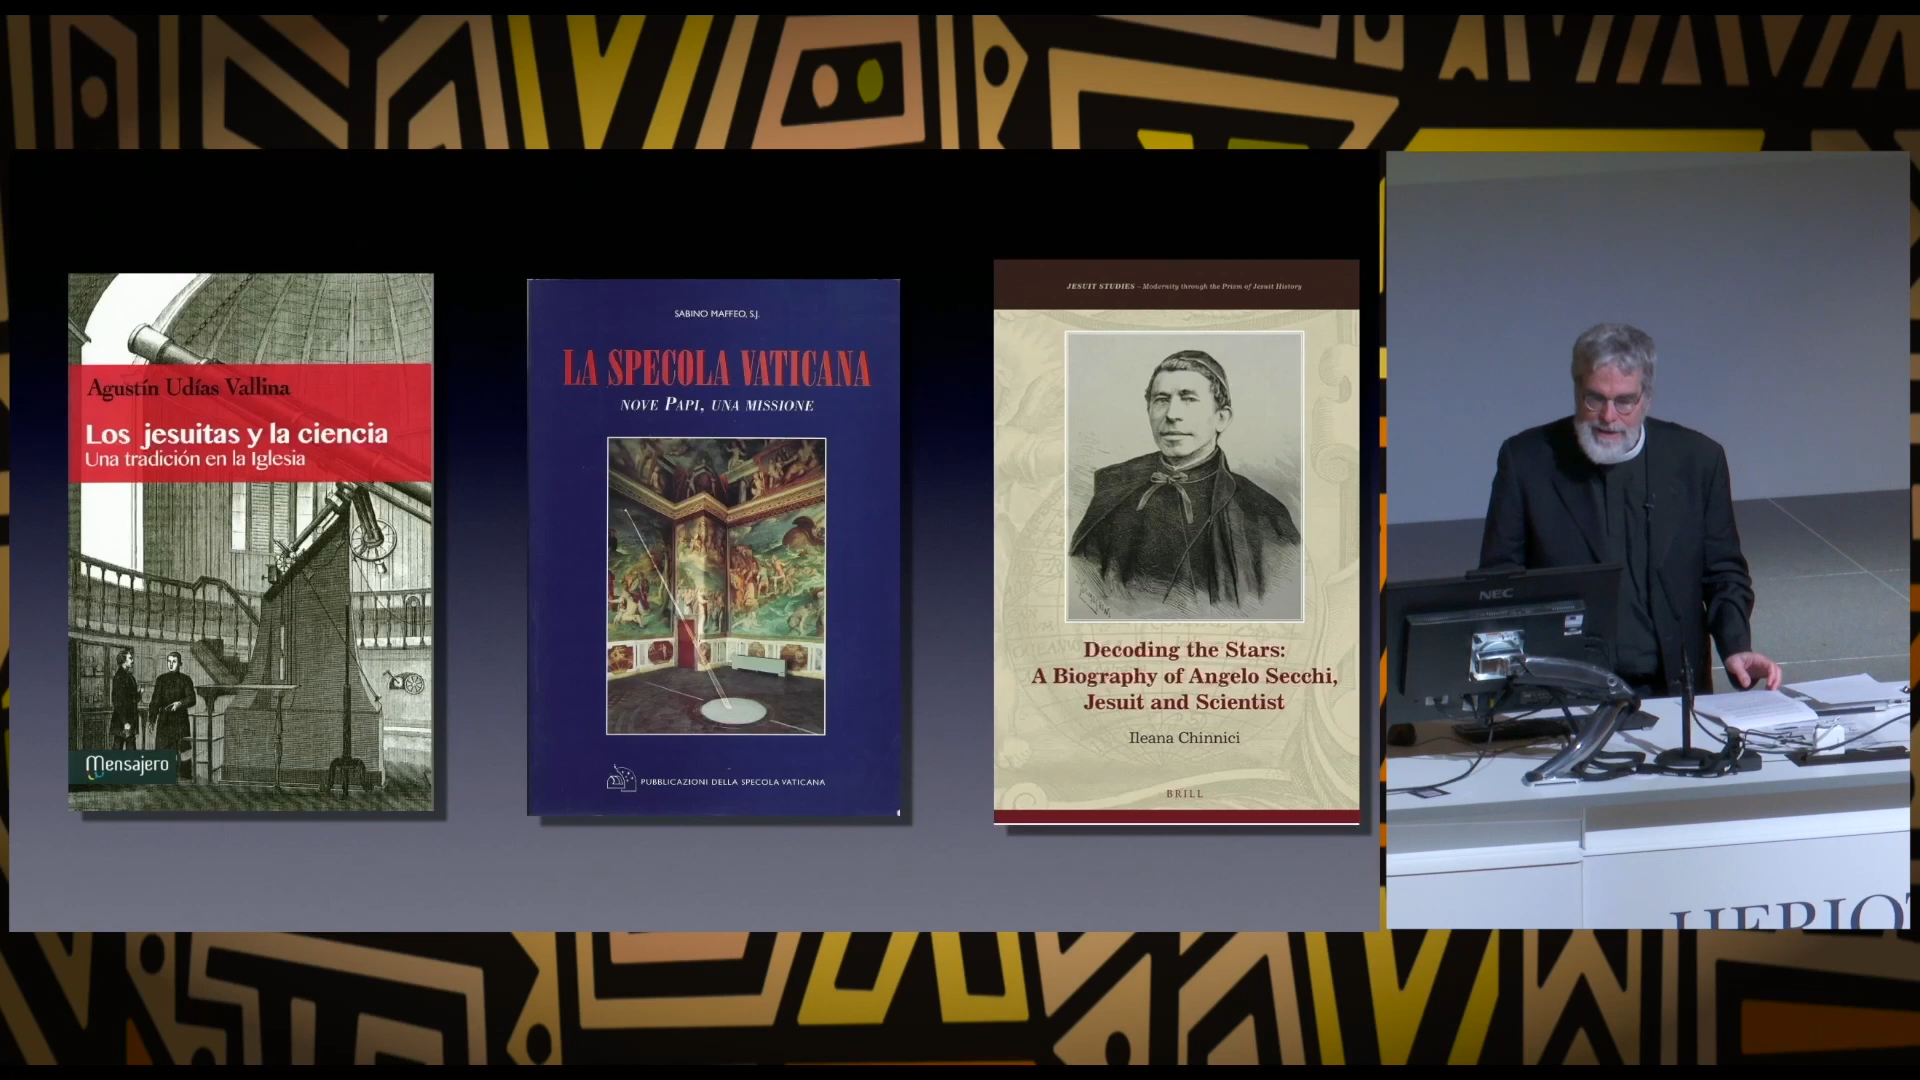 Agustín Udías Vallina
Los jesuitas y la ciencia
Una tradición en la Iglesia
Mensajero
SABINO MAFFEO, S.J.
LA SPECOLA VATICANA
NOVE PAPI, UNA MISSIONE
PUBBLICAZIONI DELLA SPECOLA VATICANA
JESUIT STUDIES – Modernity through the Prism of Jesuit History
Decoding the Stars:
A Biography of Angelo Secchi,
Jesuit and Scientist
Ileana Chinnici
BRILL
NEC
HERIOT